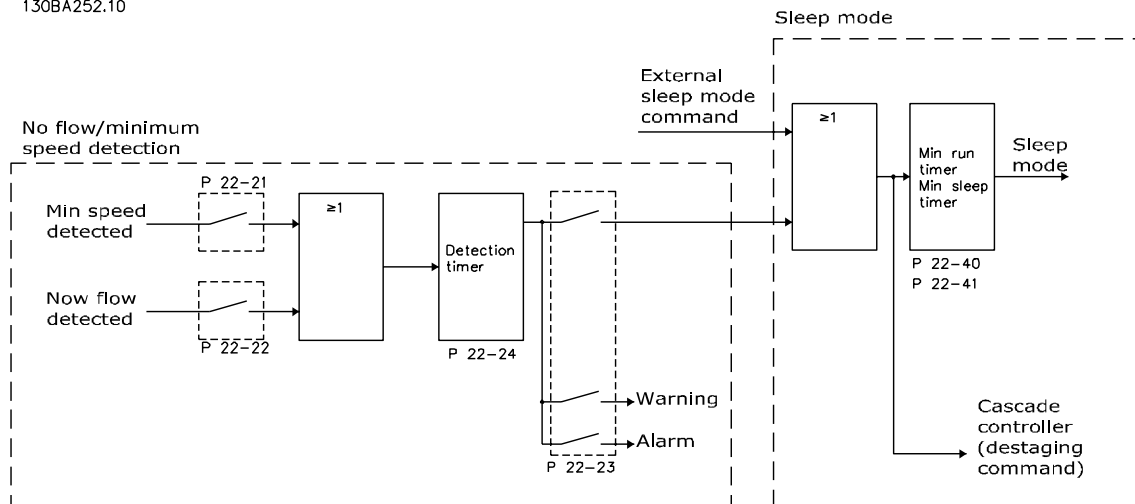 130BA252.10
Sleep mode
External
sleep mode
command
≥1
Min run
timer
Min sleep
timer
Sleep
mode
P 22-40
P 22-41
No flow/minimum
speed detection
P 22-21
Min speed
detected
≥1
Detection
timer
Now flow
detected
P 22-22
P 22-24
Warning
Alarm
P 22-23
Cascade
controller
(destaging
command)